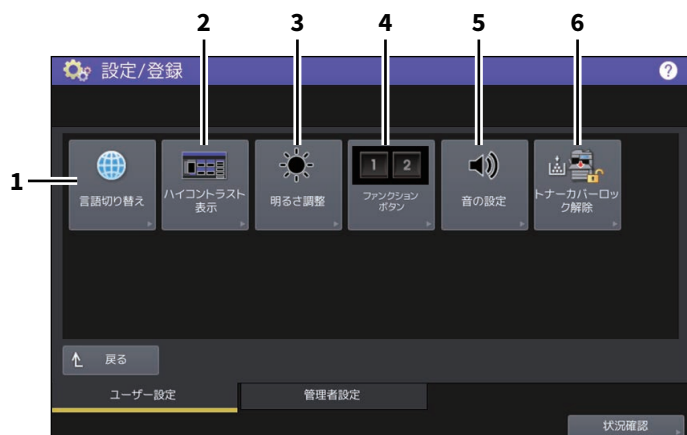 2 3 4 5 6
設定/登録 ?
1
1 2
言語切り替え
ハイコントラスト
表示
明るさ調整
ファンクション
ボタン
音の設定
トナーカバーロッ
ク解除
戻る
ユーザー設定 管理者設定
状況確認